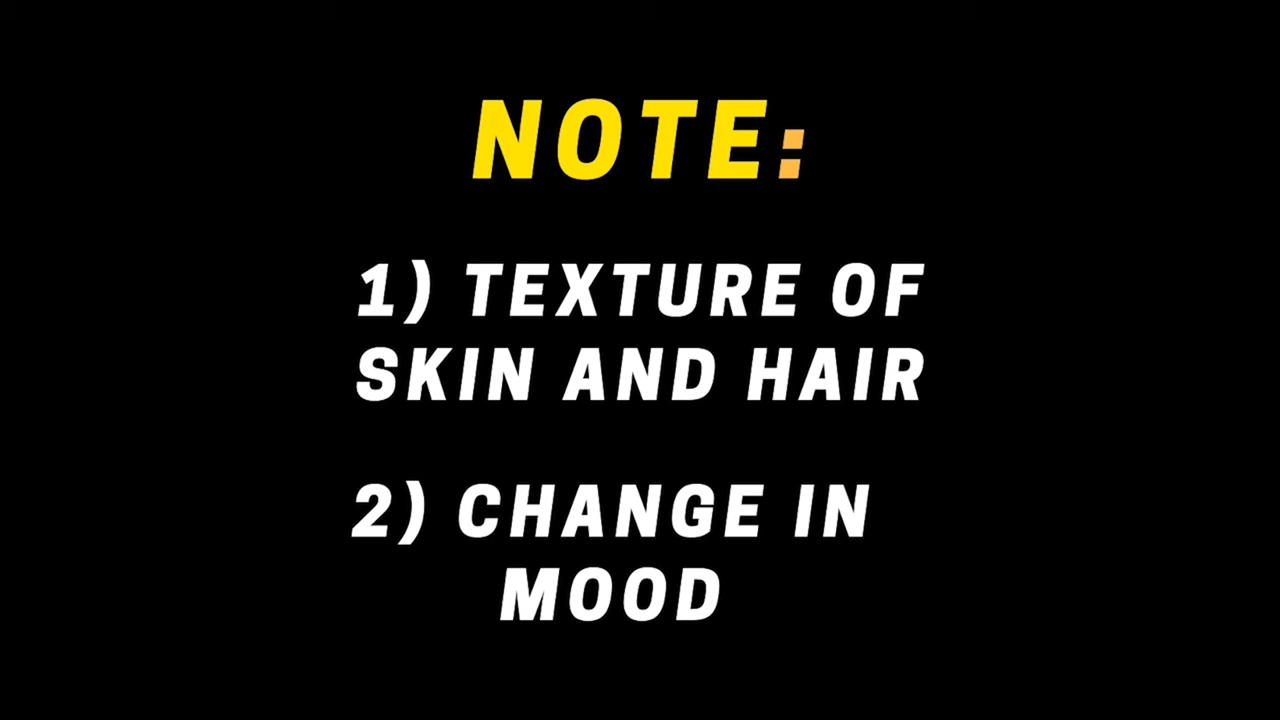 NOTE:
1) TEXTURE OF
SKIN AND HAIR
2) CHANGE IN
MOOD